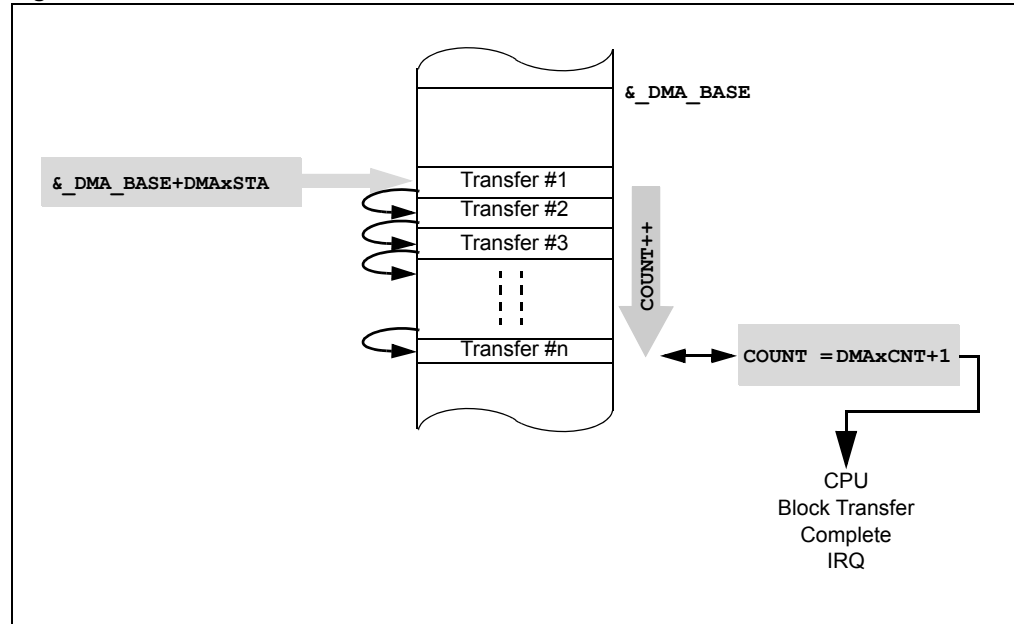 &_DMA_BASE
&_DMA_BASE+DMAxSTA
Transfer #1
Transfer #2
Transfer #3
COUNT++
Transfer #n
COUNT =DMAxCNT+1
CPU
Block Transfer
Complete
IRQ